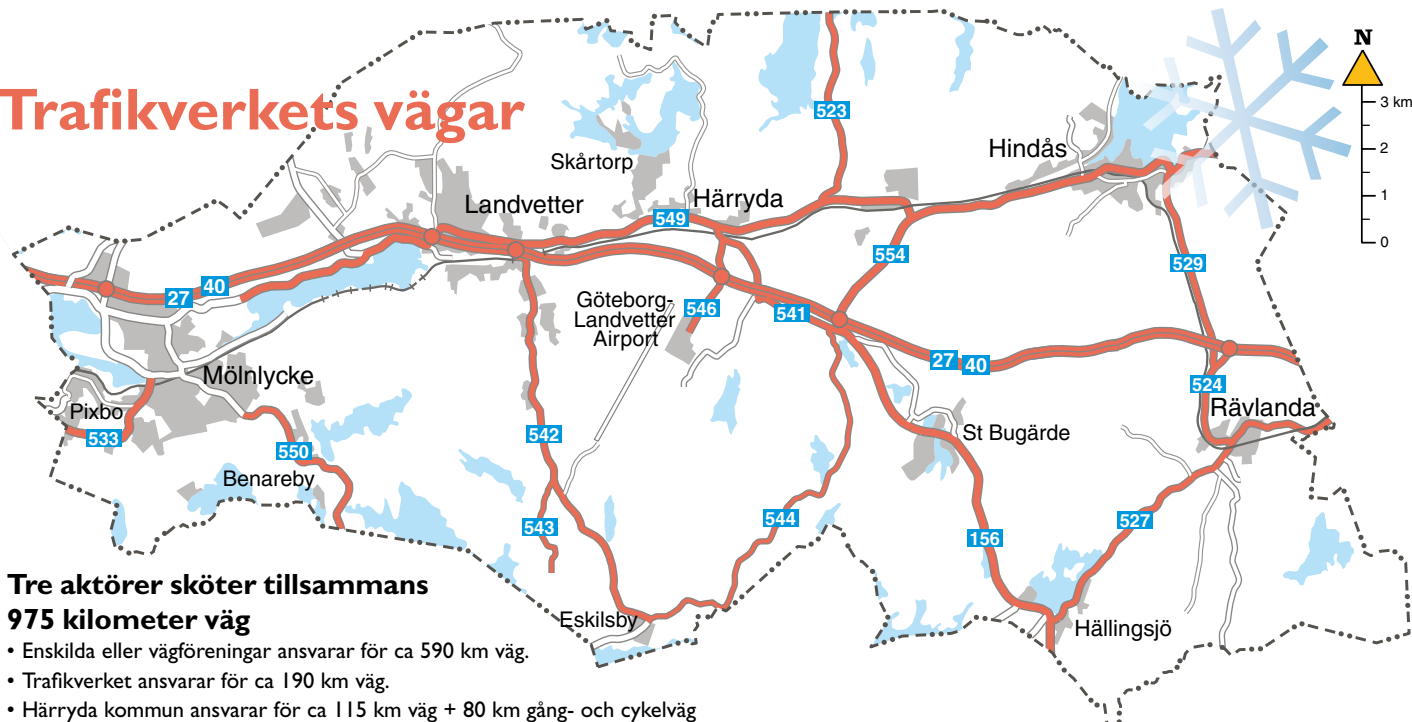 Trafikverkets vägar
N
3 km
2
1
0
523
Hindås
Skårtorp
Landvetter
Härryda
549
554
529
27
40
Göteborg-
Landvetter
Airport
546
541
27
40
524
Mölnlycke
Rävlanda
Pixbo
533
550
542
St Bugärde
Benareby
543
544
527
156
Eskilsby
Hällingsjö
Tre aktörer sköter tillsammans
975 kilometer väg
• Enskilda eller vägföreningar ansvarar för ca 590 km väg.
• Trafikverket ansvarar för ca 190 km väg.
• Härryda kommun ansvarar för ca 115 km väg + 80 km gång- och cykelväg